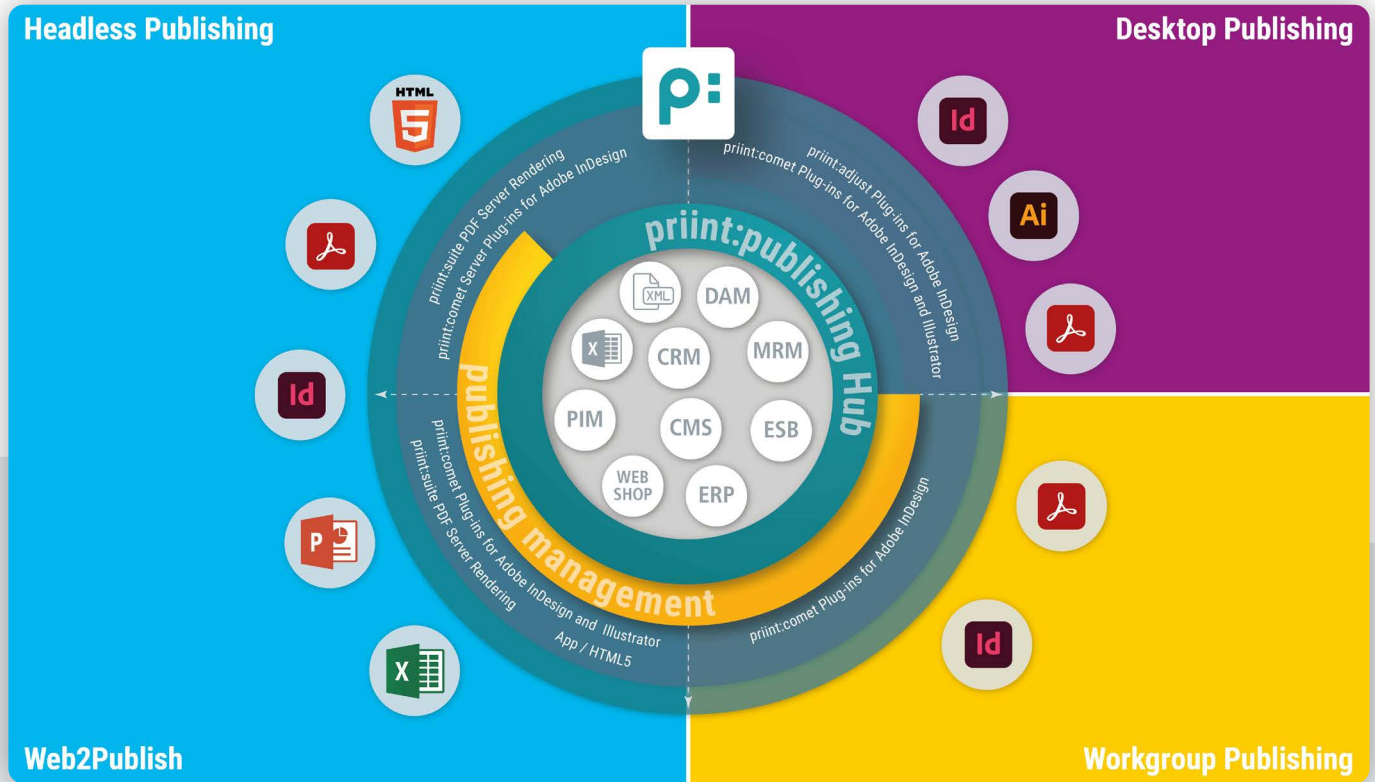 Headless Publishing
Desktop Publishing
HTML
5
p:
Id
Ai
Id
P
X
Id
priint:suite PDF Server Rendering
priint:comet Server Plug-ins for Adobe InDesign
priint:adjust Plug-ins for Adobe InDesign
priint:comet Plug-ins for Adobe InDesign and Illustrator
priint:publishing Hub
XML
DAM
X
CRM
MRM
PIM
CMS
ESB
WEB
SHOP
ERP
publishing management
priint:comet Plug-ins for Adobe InDesign and Illustrator
priint:suite PDF Server Rendering
App / HTML5
priint:comet Plug-ins for Adobe InDesign
Web2Publish
Workgroup Publishing